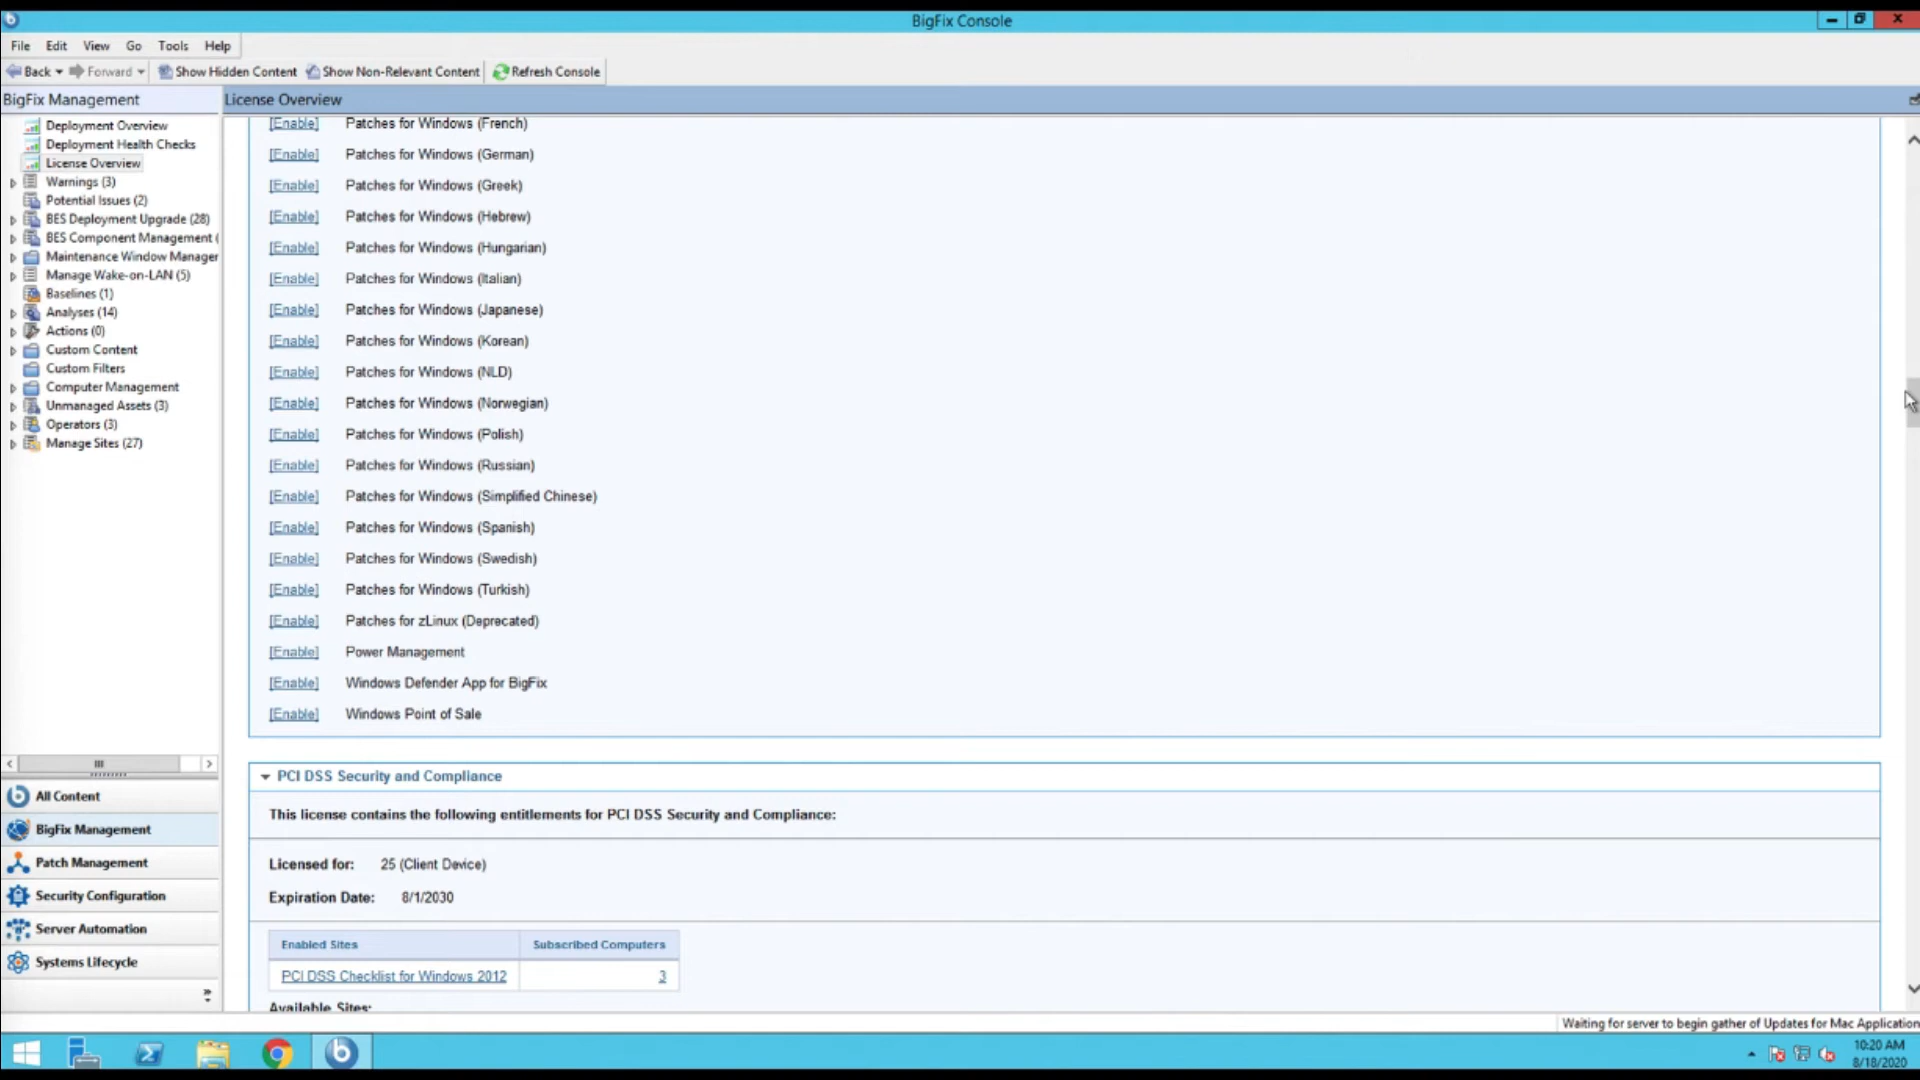 BigFix Console
File Edit View Go Tools Help
Back Forward Show Hidden Content Show Non-Relevant Content Refresh Console
BigFix Management
License Overview
Deployment Overview
Deployment Health Checks
License Overview
Warnings (3)
Potential Issues (2)
BES Deployment Upgrade (28)
BES Component Management (
Maintenance Window Manager
Manage Wake-on-LAN (5)
Baselines (1)
Analyses (14)
Actions (0)
Custom Content
Custom Filters
Computer Management
Unmanaged Assets (3)
Operators (3)
Manage Sites (27)
All Content
BigFix Management
Patch Management
Security Configuration
Server Automation
Systems Lifecycle
[Enable] Patches for Windows (French)
[Enable] Patches for Windows (German)
[Enable] Patches for Windows (Greek)
[Enable] Patches for Windows (Hebrew)
[Enable] Patches for Windows (Hungarian)
[Enable] Patches for Windows (Italian)
[Enable] Patches for Windows (Japanese)
[Enable] Patches for Windows (Korean)
[Enable] Patches for Windows (NLD)
[Enable] Patches for Windows (Norwegian)
[Enable] Patches for Windows (Polish)
[Enable] Patches for Windows (Russian)
[Enable] Patches for Windows (Simplified Chinese)
[Enable] Patches for Windows (Spanish)
[Enable] Patches for Windows (Swedish)
[Enable] Patches for Windows (Turkish)
[Enable] Patches for zLinux (Deprecated)
[Enable] Power Management
[Enable] Windows Defender App for BigFix
[Enable] Windows Point of Sale
PCI DSS Security and Compliance
This license contains the following entitlements for PCI DSS Security and Compliance:
Licensed for: 25 (Client Device)
Expiration Date: 8/1/2030
Enabled Sites Subscribed Computers
PCI DSS Checklist for Windows 2012 3
Available Sites:
Waiting for server to begin gather of Updates for Mac Application
10:20 AM
8/18/2020